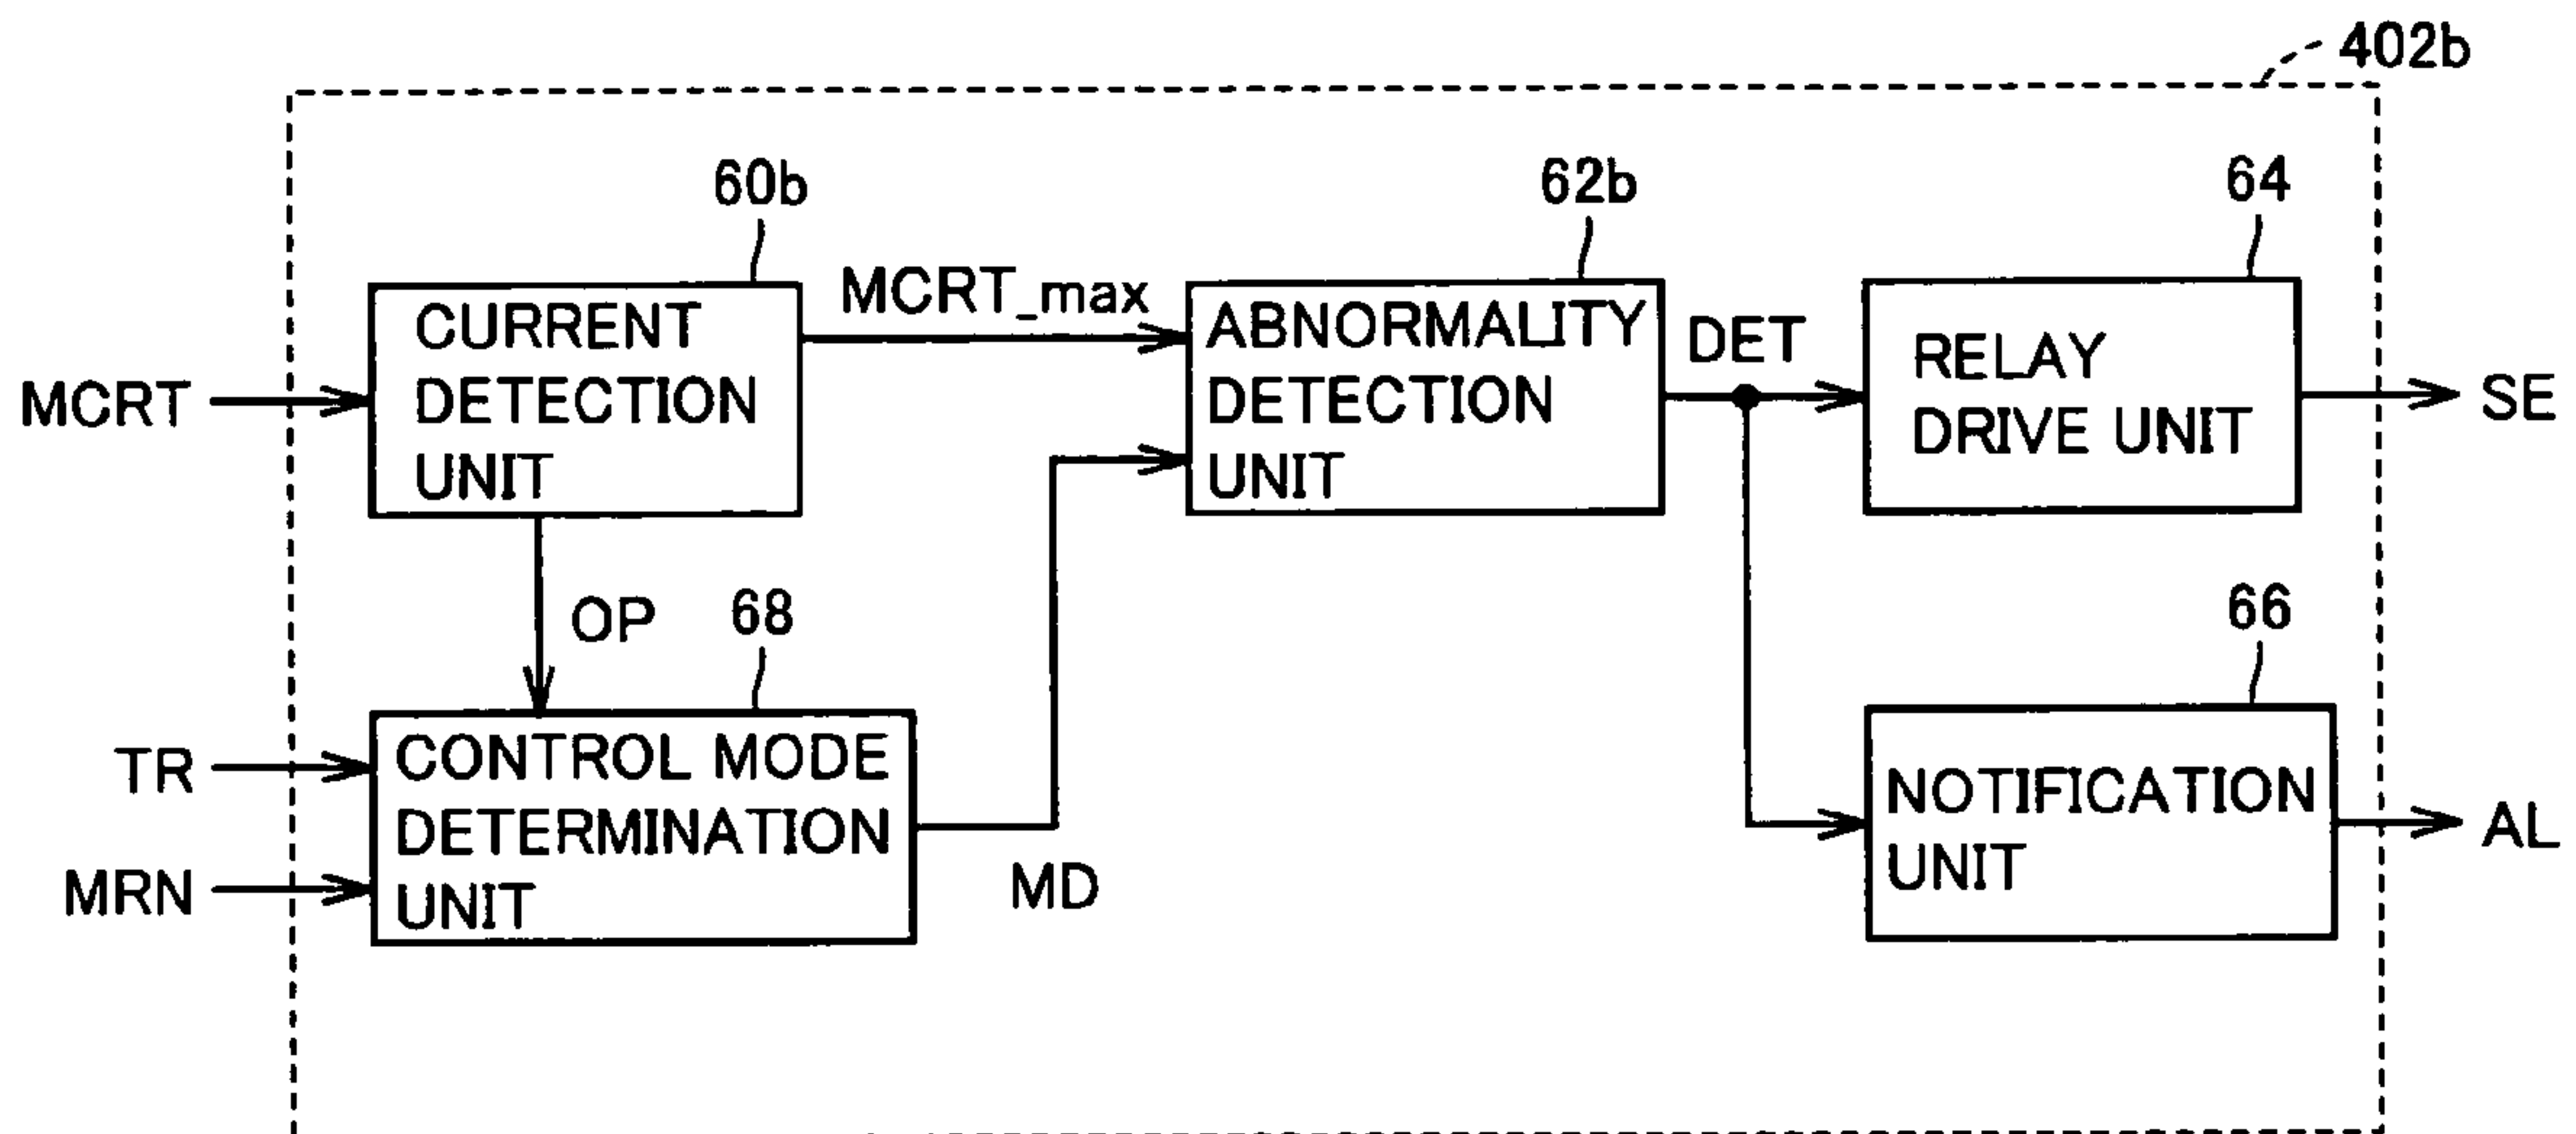 402b
60b
62b
64
MCRT
CURRENT
DETECTION
UNIT
MCRT_max
ABNORMALITY
DETECTION
UNIT
DET
RELAY
DRIVE UNIT
SE
OP
68
66
TR
MRN
CONTROL MODE
DETERMINATION
UNIT
MD
NOTIFICATION
UNIT
AL